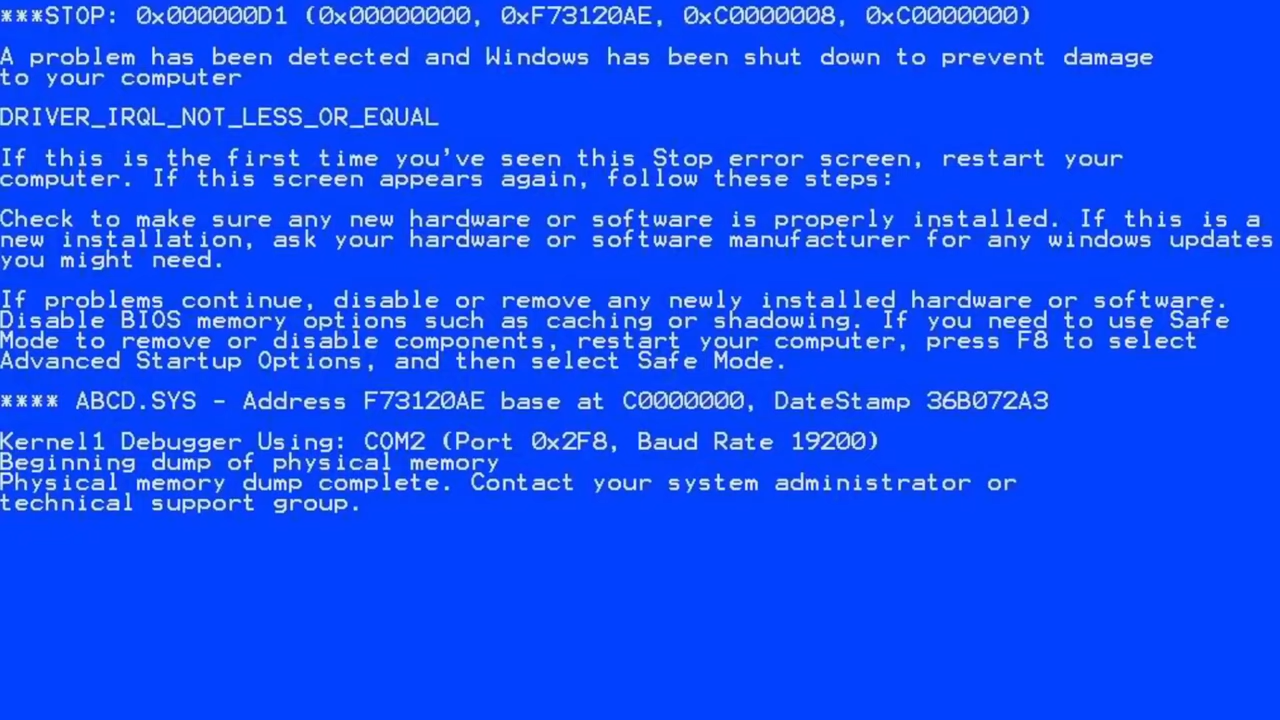 ***STOP: 0x000000D1 (0x00000000, 0xF73120AE, 0xC0000008, 0xC0000000)
A problem has been detected and Windows has been shut down to prevent damage
to your computer
DRIVER_IRQL_NOT_LESS_OR_EQUAL
If this is the first time you've seen this Stop error screen, restart your
computer. If this screen appears again, follow these steps:
Check to make sure any new hardware or software is properly installed. If this is a
new installation, ask your hardware or software manufacturer for any windows updates
you might need.
If problems continue, disable or remove any newly installed hardware or software.
Disable BIOS memory options such as caching or shadowing. If you need to use Safe
Mode to remove or disable components, restart your computer, press F8 to select
Advanced Startup Options, and then select Safe Mode.
**** ABCD.SYS - Address F73120AE base at C0000000, DateStamp 36B072A3
Kernel1 Debugger Using: COM2 (Port 0x2F8, Baud Rate 19200)
Beginning dump of physical memory
Physical memory dump complete. Contact your system administrator or
technical support group.